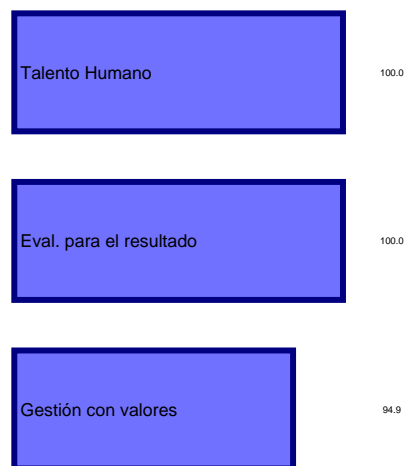 Talento Humano 100.0
Eval. para el resultado 100.0
Gestión con valores 94.9